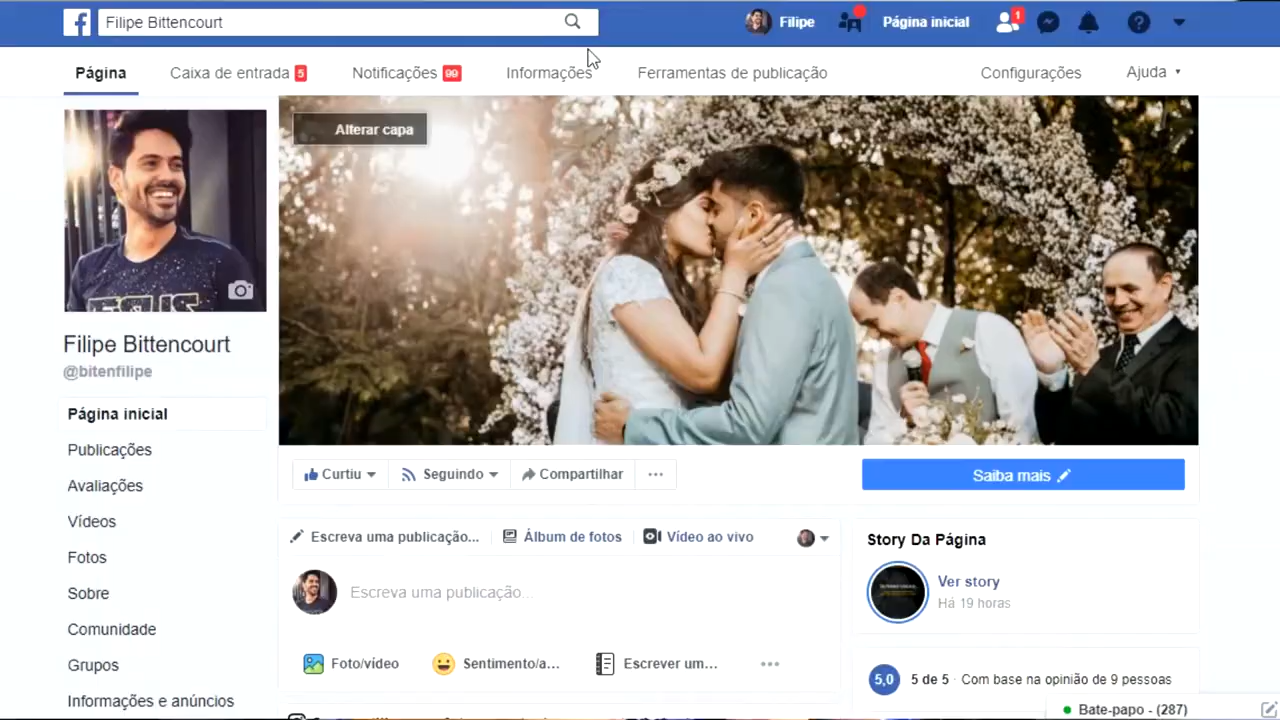 Filipe Bittencourt
Filipe
Página inicial
1
Página
Caixa de entrada 5
Notificações 99
Informações
Ferramentas de publicação
Configurações
Ajuda
Alterar capa
Filipe Bittencourt
@bitenfilipe
Página inicial
Publicações
Avaliações
Vídeos
Fotos
Sobre
Comunidade
Grupos
Informações e anúncios
Curtiu
Seguindo
Compartilhar
Saiba mais
Escreva uma publicação...
Álbum de fotos
Vídeo ao vivo
Escreva uma publicação...
Foto/vídeo
Sentimento/a...
Escrever um...
Story Da Página
Ver story
Há 19 horas
5,0
5 de 5 · Com base na opinião de 9 pessoas
Bate-papo - (287)